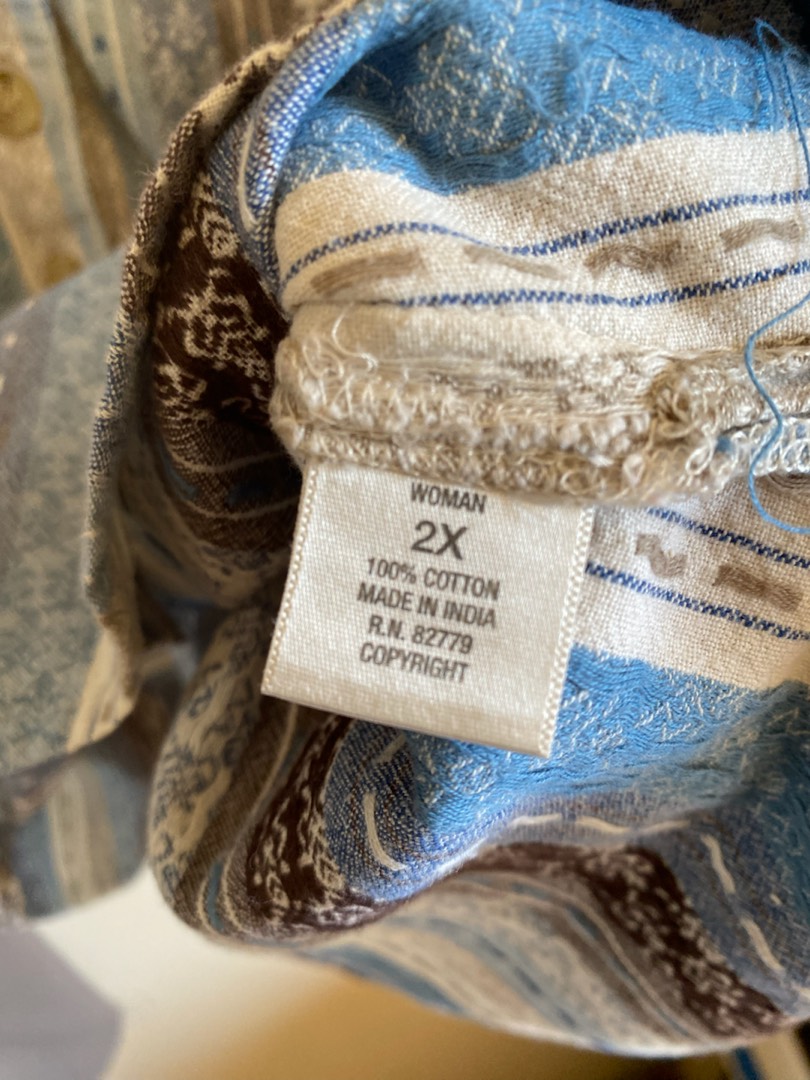 WOMAN
2X
100% COTTON
MADE IN INDIA
R.N. 82779
COPYRIGHT